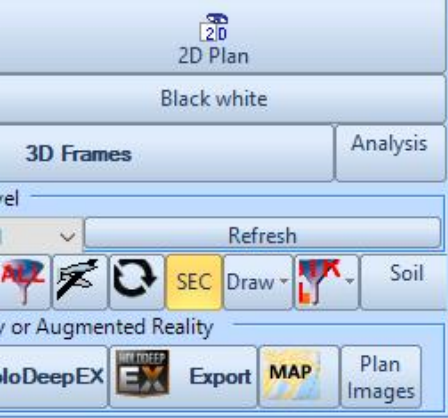 2D
2D Plan
Black white
3D Frames
Analysis
vel
Refresh
ALL
SEC
Draw
Soil
y or Augmented Reality
oloDeepEX
HOLODEEP
EX
Export
MAP
Plan
Images